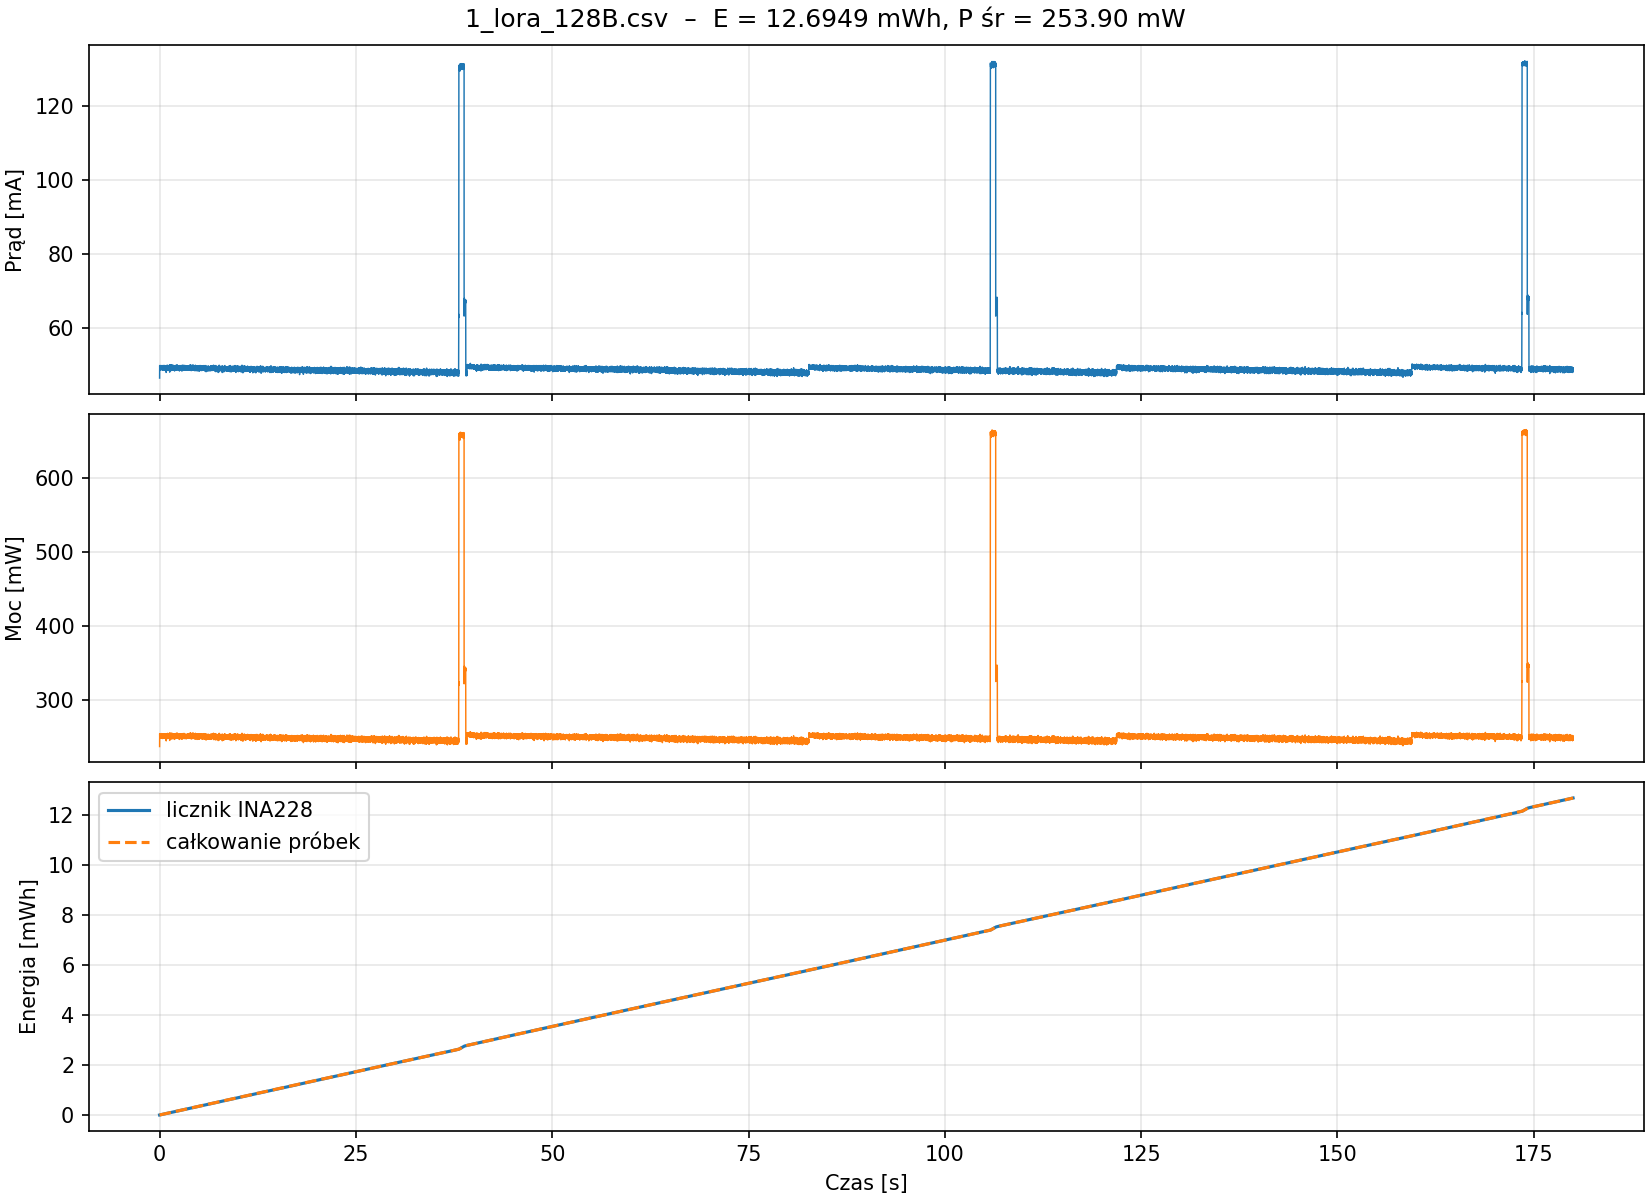 1_lora_128B.csv  –  E = 12.6949 mWh, P śr = 253.90 mW
120
100
80
60
Prąd [mA]
600
500
400
300
Moc [mW]
licznik INA228
całkowanie próbek
12
10
8
6
4
2
0
Energia [mWh]
0 25 50 75 100 125 150 175
Czas [s]